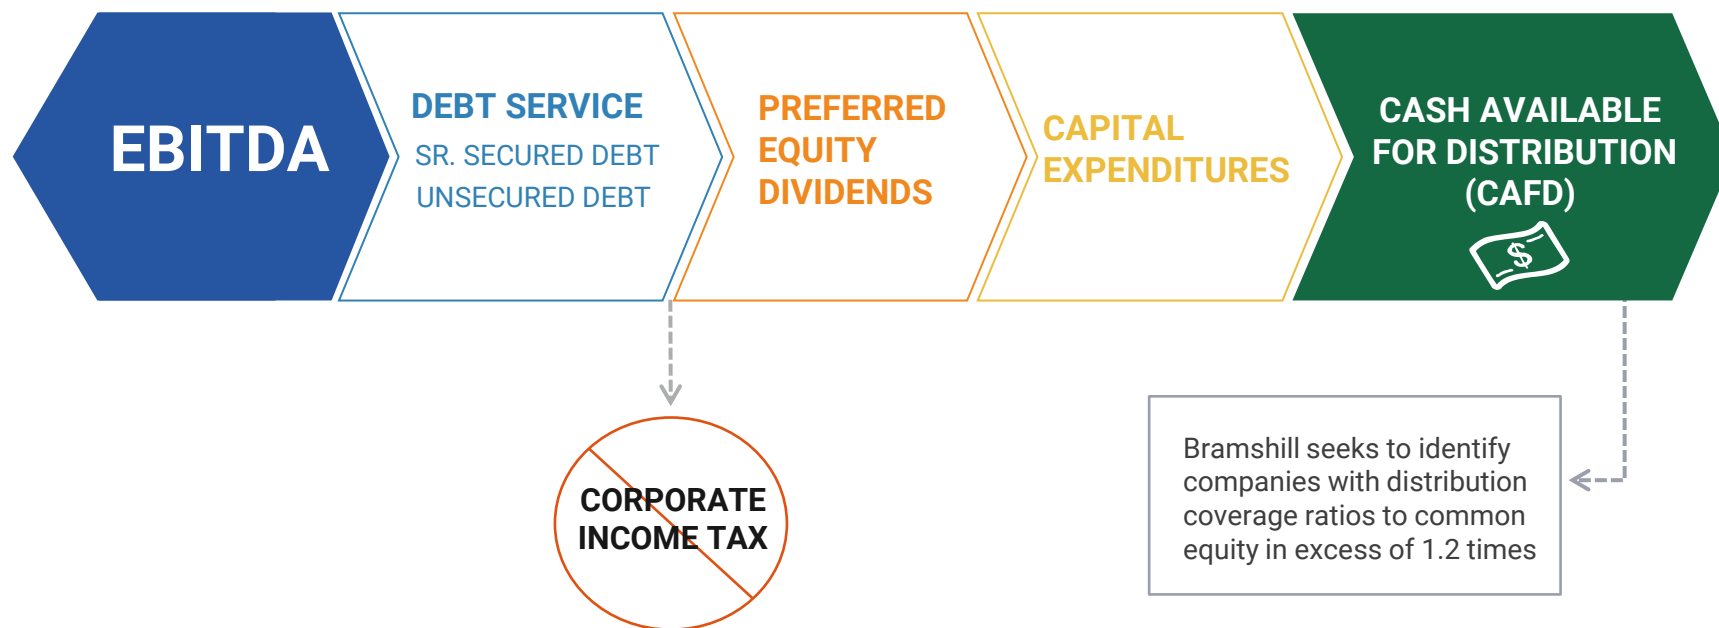 EBITDA
DEBT SERVICE
SR. SECURED DEBT
UNSECURED DEBT
PREFERRED
EQUITY
DIVIDENDS
CAPITAL
EXPENDITURES
CASH AVAILABLE
FOR DISTRIBUTION
(CAFD)
$
CORPORATE
INCOME TAX
Bramshill seeks to identify
companies with distribution
coverage ratios to common
equity in excess of 1.2 times